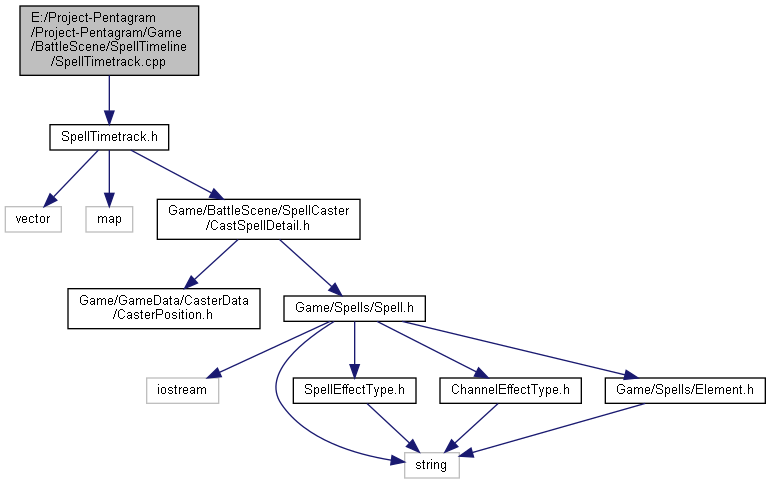 E:/Project-Pentagram
/Project-Pentagram/Game
/BattleScene/SpellTimeline
/SpellTimetrack.cpp
SpellTimetrack.h
vector
map
Game/BattleScene/SpellCaster
/CastSpellDetail.h
Game/GameData/CasterData
/CasterPosition.h
Game/Spells/Spell.h
iostream
SpellEffectType.h
ChannelEffectType.h
Game/Spells/Element.h
string